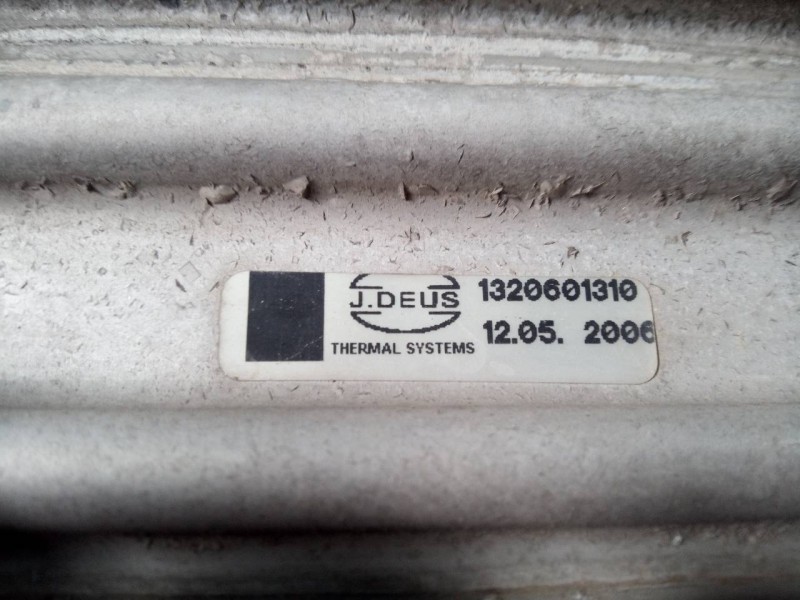 J.DEUS
THERMAL SYSTEMS
1320601310
12.05. 2006